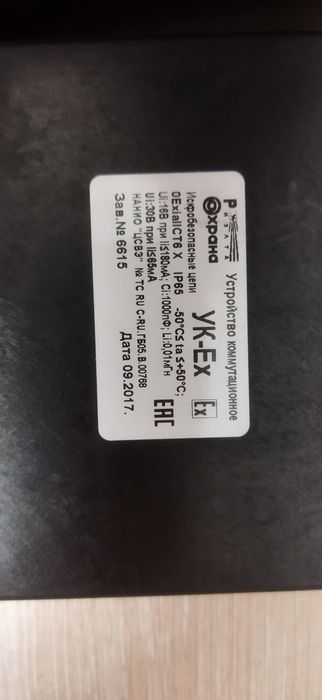 Риэлта Устройство коммутационное
Охрана УК-Ex Ex
Искробезопасные цепи
0ExiaIICT6 X IP65 -50°C≤ ta ≤+50°C;
Ui:16В при Ii≤180мА; Ci:1000пФ; Li:0,01мГн
Ui:30В при Ii≤65мА
НАНИО "ЦСВЭ" № TC RU C-RU.ГБ05.В.00768
Зав.№ 6615 Дата 09.2017.
EAC